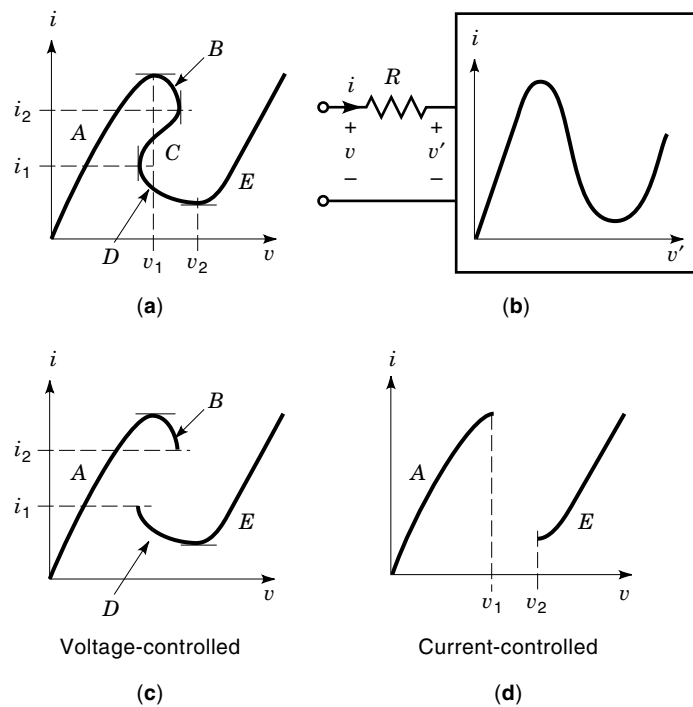 i
B
i2
A
C
i1
E
D
v1
v2
v
(a)
i
R
+
v
−
+
v′
−
i
v′
(b)
i
B
i2
A
i1
E
D
v
Voltage-controlled
(c)
i
A
E
v1
v2
v
Current-controlled
(d)